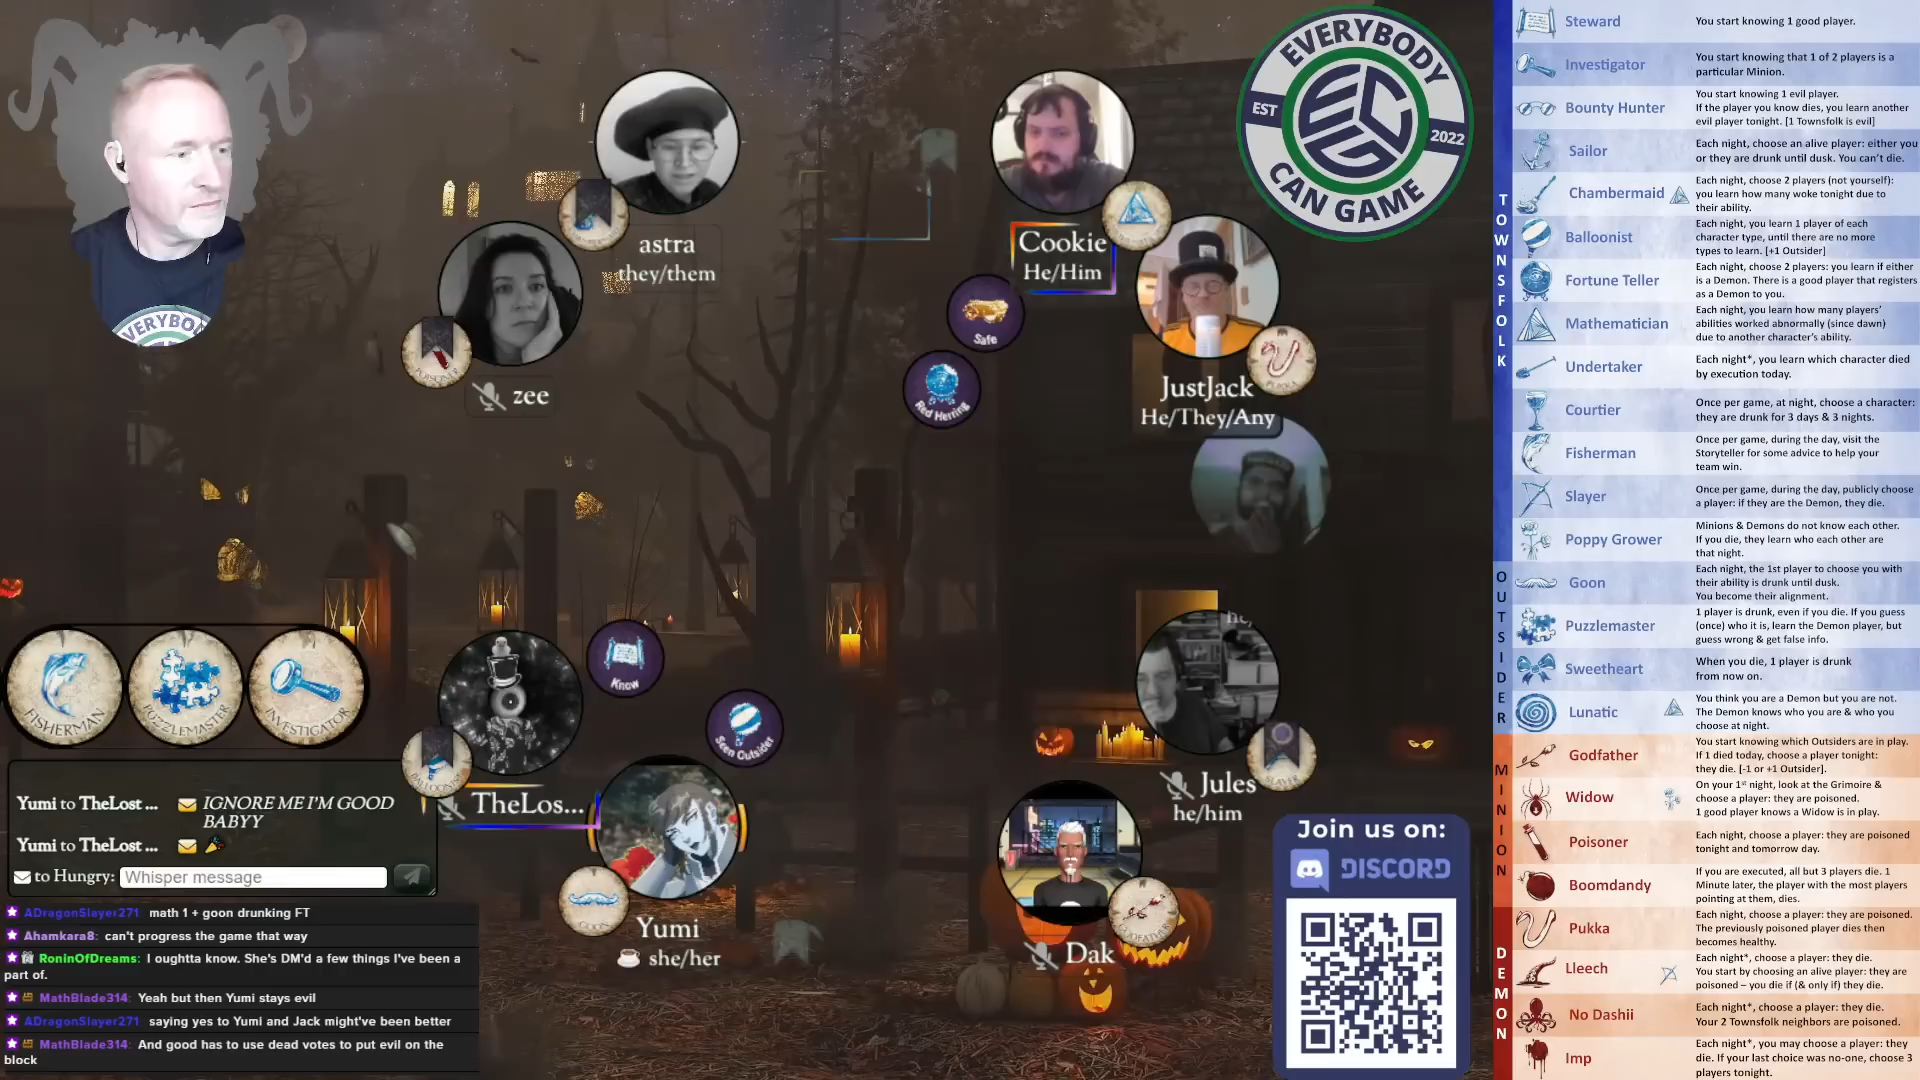 EVERYBODY
EST
ECG
2022
CAN GAME
EVERYBO
astra
they/them
zee
POISONER
Cookie
He/Him
Safe
Red Herring
JustJack
He/They/Any
PUKKA
Know
Seen Outsider
BALLOONIST
TheLos...
Yumi
she/her
GOON
Jules
he/him
SLAYER
Dak
GODFATHER
FISHERMAN
PUZZLEMASTER
INVESTIGATOR
Yumi to TheLost ... IGNORE ME I'M GOOD
BABYY
Yumi to TheLost ...
to Hungry: Whisper message
ADragonSlayer271 math 1 + goon drunking FT
Ahamkara8: can't progress the game that way
RoninOfDreams: I oughtta know. She's DM'd a few things I've been a
part of.
MathBlade314: Yeah but then Yumi stays evil
ADragonSlayer271 saying yes to Yumi and Jack might've been better
MathBlade314: And good has to use dead votes to put evil on the
block
Join us on:
DISCORD
TOWNSFOLK
Steward
You start knowing 1 good player.
Investigator
You start knowing that 1 of 2 players is a
particular Minion.
Bounty Hunter
You start knowing 1 evil player.
If the player you know dies, you learn another
evil player tonight. [1 Townsfolk is evil]
Sailor
Each night, choose an alive player: either you
or they are drunk until dusk. You can't die.
Chambermaid
Each night, choose 2 players (not yourself):
you learn how many woke tonight due to
their ability.
Balloonist
Each night, you learn 1 player of each
character type, until there are no more
types to learn. [+1 Outsider]
Fortune Teller
Each night, choose 2 players: you learn if either
is a Demon. There is a good player that registers
as a Demon to you.
Mathematician
Each night, you learn how many players'
abilities worked abnormally (since dawn)
due to another character's ability.
Undertaker
Each night*, you learn which character died
by execution today.
Courtier
Once per game, at night, choose a character:
they are drunk for 3 days & 3 nights.
Fisherman
Once per game, during the day, visit the
Storyteller for some advice to help your
team win.
Slayer
Once per game, during the day, publicly choose
a player: if they are the Demon, they die.
Poppy Grower
Minions & Demons do not know each other.
If you die, they learn who each other are
that night.
OUTSIDER
Goon
Each night, the 1st player to choose you with
their ability is drunk until dusk.
You become their alignment.
Puzzlemaster
1 player is drunk, even if you die. If you guess
(once) who it is, learn the Demon player, but
guess wrong & get false info.
Sweetheart
When you die, 1 player is drunk
from now on.
Lunatic
You think you are a Demon but you are not.
The Demon knows who you are & who you
choose at night.
MINION
Godfather
You start knowing which Outsiders are in play.
If 1 died today, choose a player tonight:
they die. [-1 or +1 Outsider].
Widow
On your 1st night, look at the Grimoire &
choose a player: they are poisoned.
1 good player knows a Widow is in play.
Poisoner
Each night, choose a player: they are poisoned
tonight and tomorrow day.
Boomdandy
If you are executed, all but 3 players die. 1
Minute later, the player with the most players
pointing at them, dies.
DEMON
Pukka
Each night, choose a player: they are poisoned.
The previously poisoned player dies then
becomes healthy.
Lleech
Each night*, choose a player: they die.
You start by choosing an alive player: they are
poisoned – you die if (& only if) they die.
No Dashii
Each night*, choose a player: they die.
Your 2 Townsfolk neighbors are poisoned.
Imp
Each night*, you may choose a player: they
die. If your last choice was no-one, choose 3
players tonight.